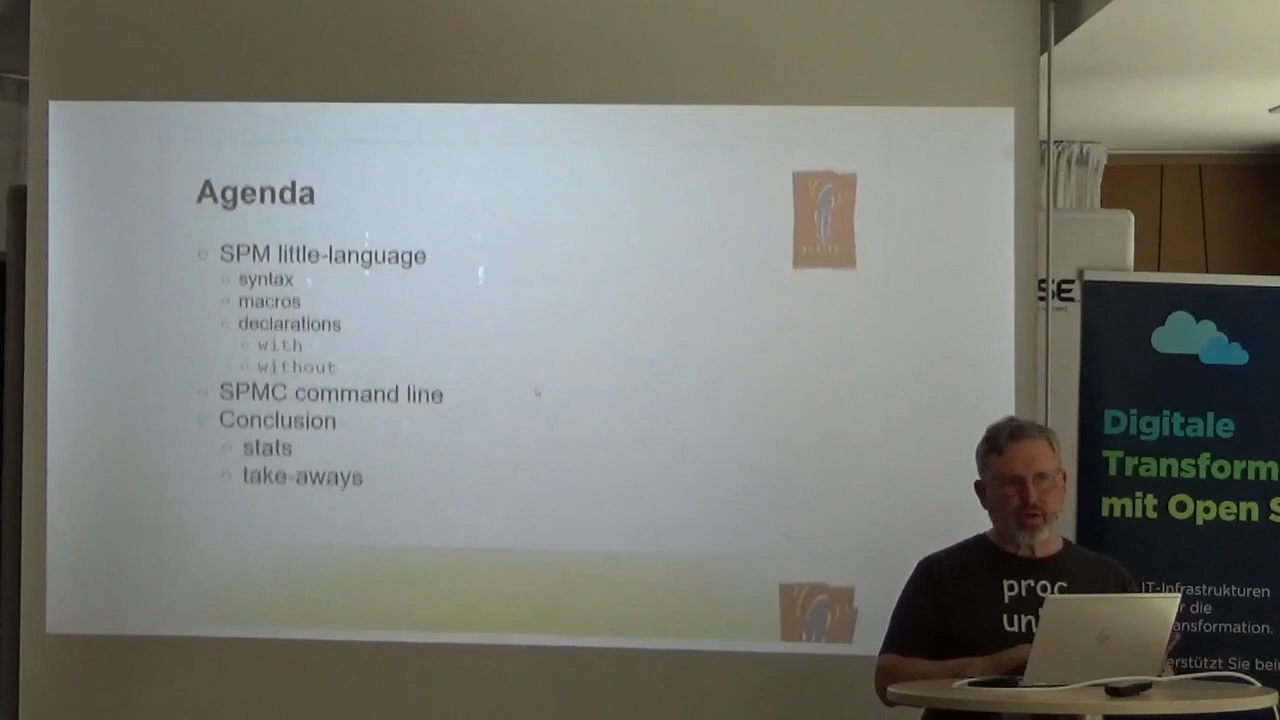 Agenda
SPM little-language
syntax
macros
declarations
with
without
SPMC command line
Conclusion
stats
take-aways
SE
Digitale
Transform
mit Open S
proc
un
IT-Infrastrukturen
die
ansformation.
erstützt Sie bei